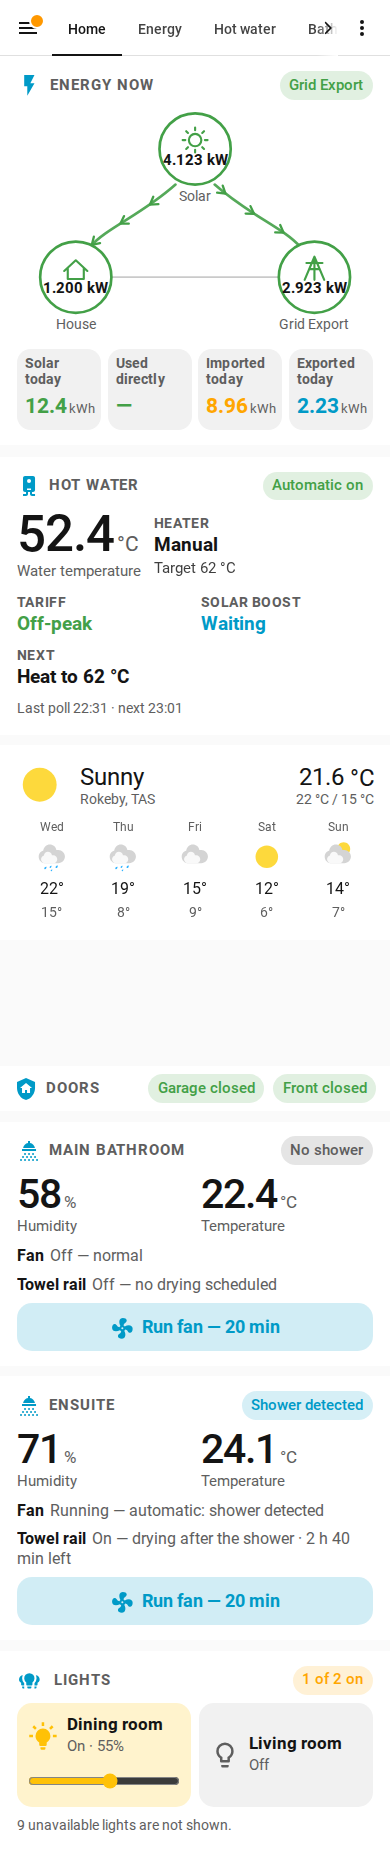 Home Energy Hot water Bath
ENERGY NOW Grid Export
4.123 kW
Solar
1.200 kW 2.923 kW
House Grid Export
Solar today Used directly Imported today Exported today
12.4 kWh — 8.96 kWh 2.23 kWh
HOT WATER Automatic on
52.4 °C
Water temperature
HEATER
Manual
Target 62 °C
TARIFF SOLAR BOOST
Off-peak Waiting
NEXT
Heat to 62 °C
Last poll 22:31 · next 23:01
Sunny 21.6 °C
Rokeby, TAS 22 °C / 15 °C
Wed Thu Fri Sat Sun
22° 19° 15° 12° 14°
15° 8° 9° 6° 7°
DOORS Garage closed Front closed
MAIN BATHROOM No shower
58 % 22.4 °C
Humidity Temperature
Fan Off — normal
Towel rail Off — no drying scheduled
Run fan — 20 min
ENSUITE Shower detected
71 % 24.1 °C
Humidity Temperature
Fan Running — automatic: shower detected
Towel rail On — drying after the shower · 2 h 40
min left
Run fan — 20 min
LIGHTS 1 of 2 on
Dining room
On · 55%
Living room
Off
9 unavailable lights are not shown.